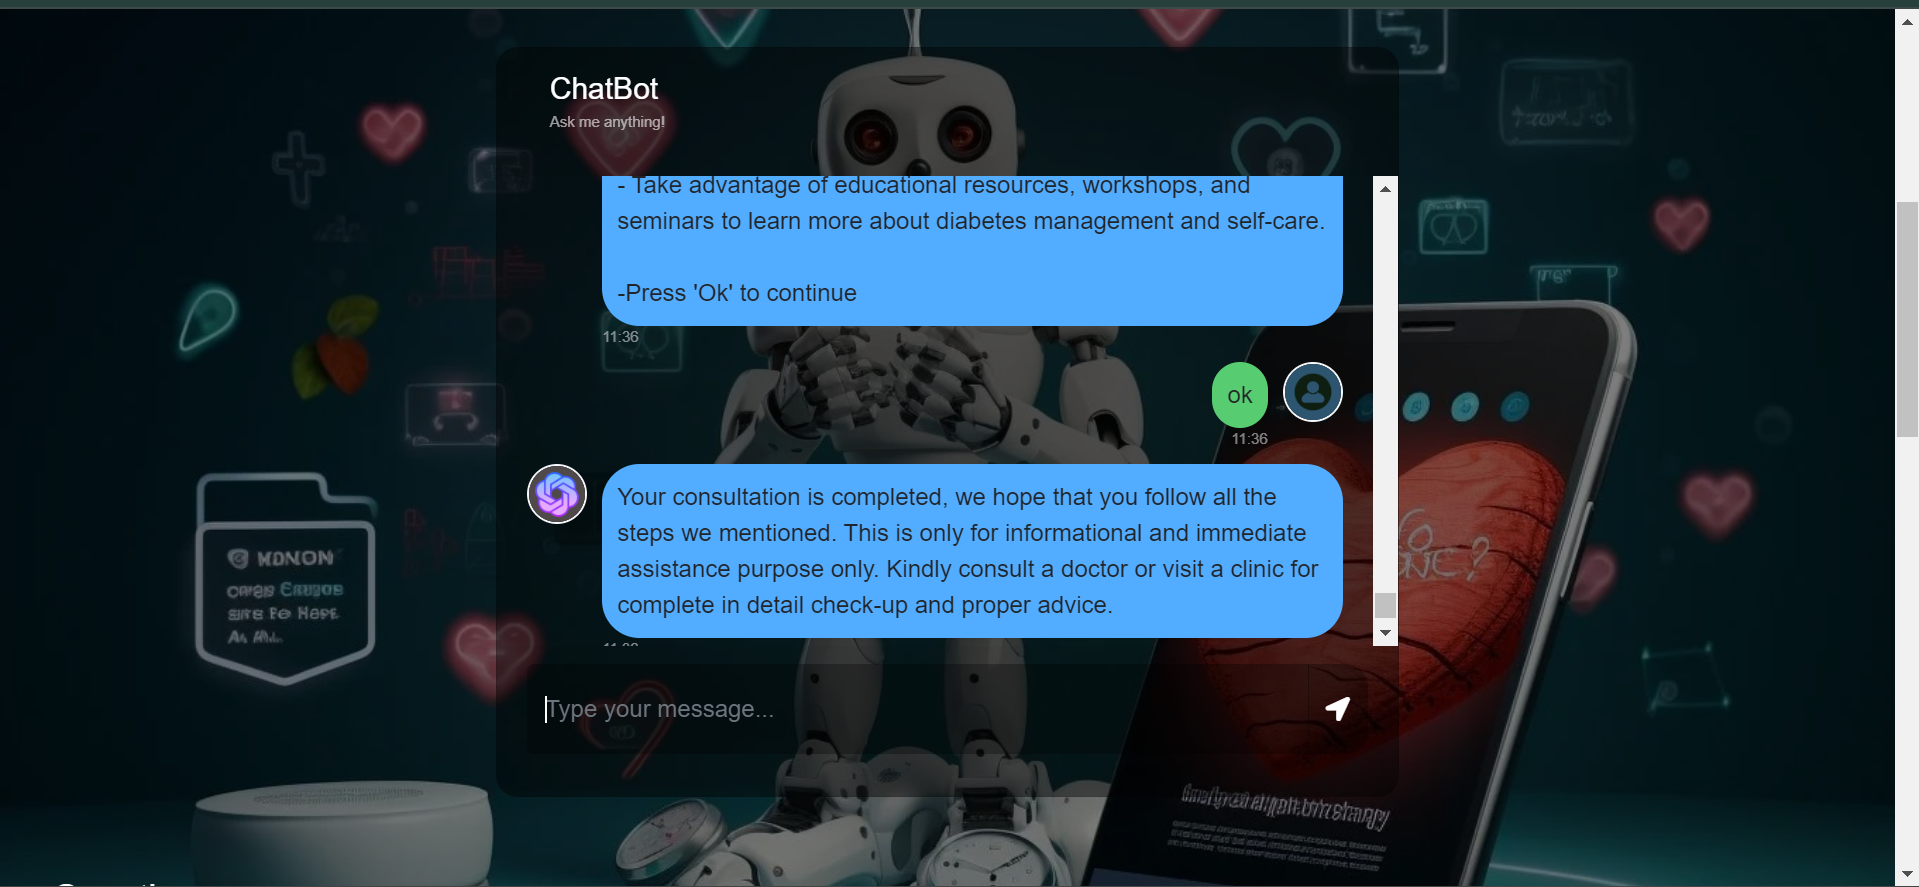 ChatBot
Ask me anything!
- Take advantage of educational resources, workshops, and
seminars to learn more about diabetes management and self-care.
-Press 'Ok' to continue
11:36
ok
11:36
Your consultation is completed, we hope that you follow all the
steps we mentioned. This is only for informational and immediate
assistance purpose only. Kindly consult a doctor or visit a clinic for
complete in detail check-up and proper advice.
Type your message...